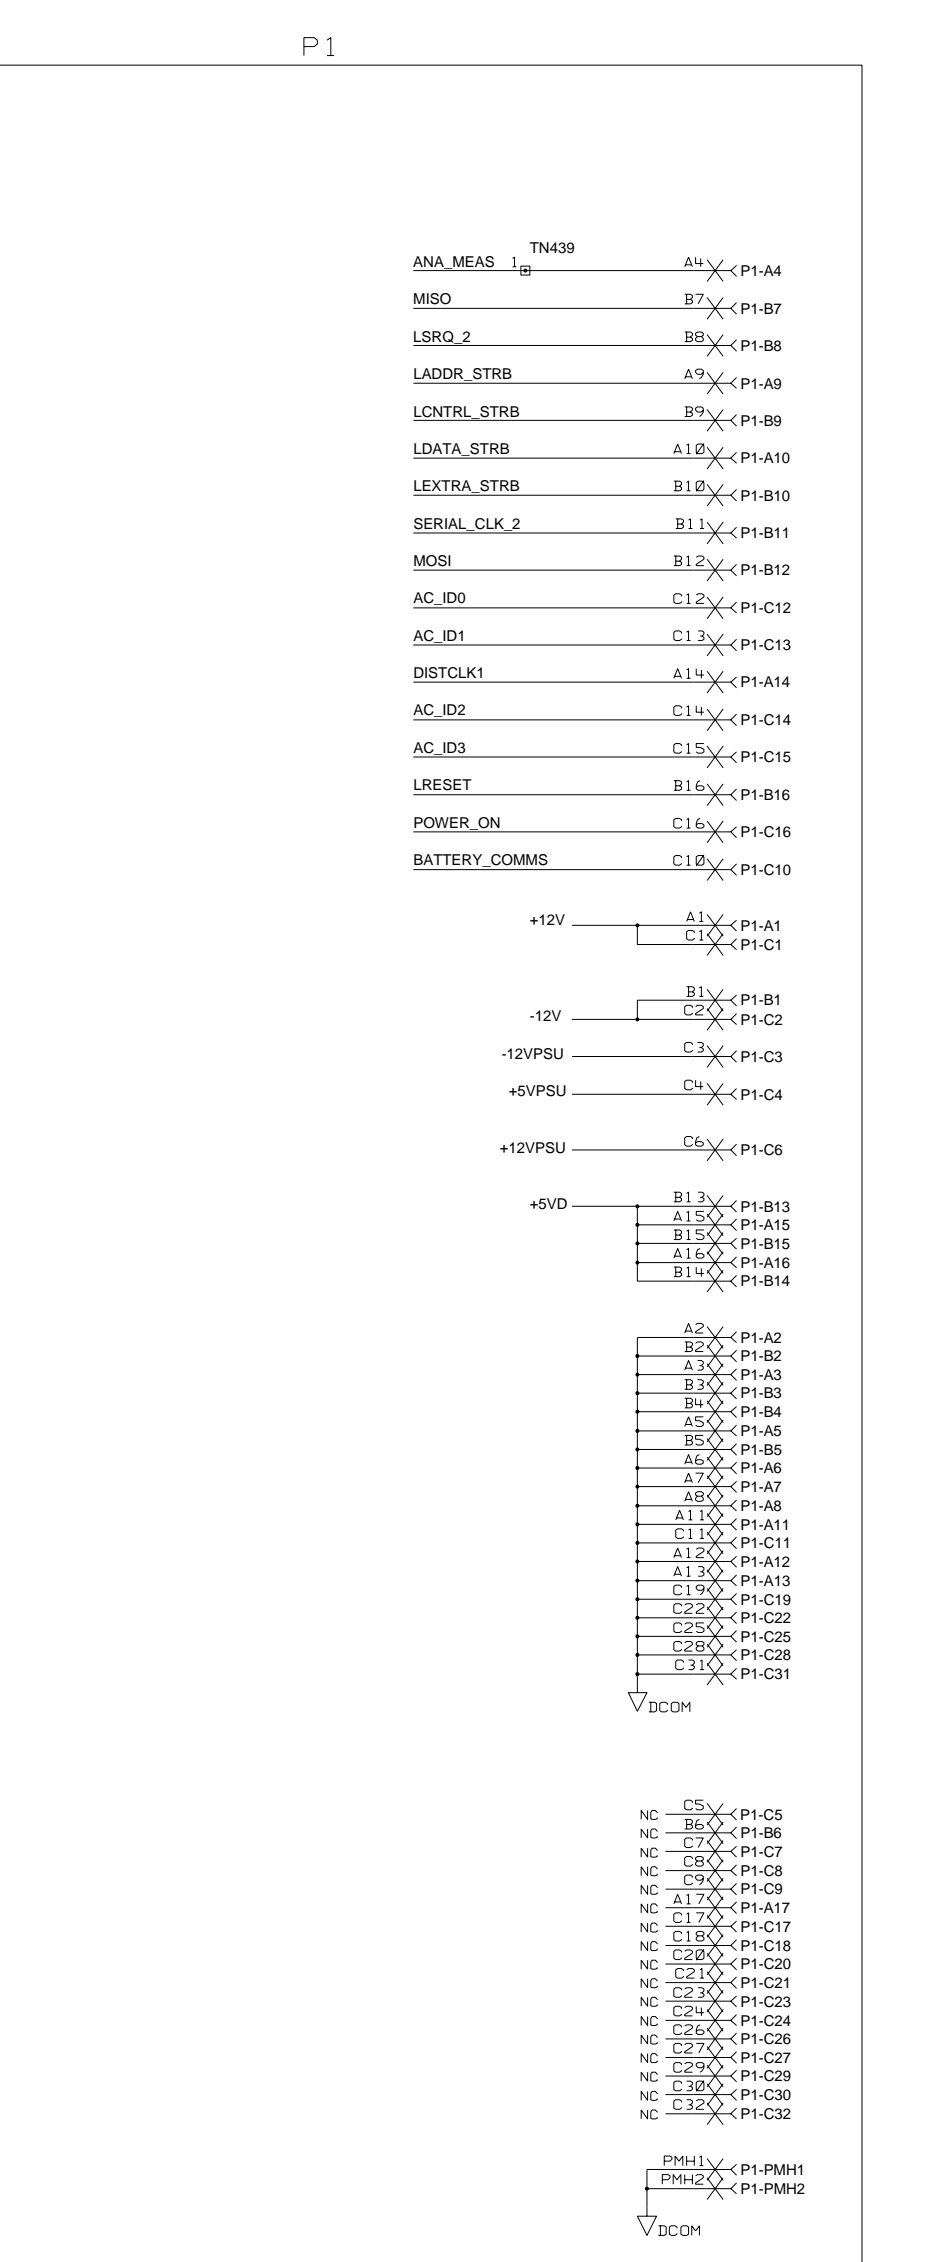 P1
TN439
ANA_MEAS 1 A4 P1-A4
MISO B7 P1-B7
LSRQ_2 B8 P1-B8
LADDR_STRB A9 P1-A9
LCNTRL_STRB B9 P1-B9
LDATA_STRB A10 P1-A10
LEXTRA_STRB B10 P1-B10
SERIAL_CLK_2 B11 P1-B11
MOSI B12 P1-B12
AC_ID0 C12 P1-C12
AC_ID1 C13 P1-C13
DISTCLK1 A14 P1-A14
AC_ID2 C14 P1-C14
AC_ID3 C15 P1-C15
LRESET B16 P1-B16
POWER_ON C16 P1-C16
BATTERY_COMMS C10 P1-C10
+12V A1 P1-A1
C1 P1-C1
B1 P1-B1
-12V C2 P1-C2
-12VPSU C3 P1-C3
+5VPSU C4 P1-C4
+12VPSU C6 P1-C6
+5VD B13 P1-B13
A15 P1-A15
B15 P1-B15
A16 P1-A16
B14 P1-B14
A2 P1-A2
B2 P1-B2
A3 P1-A3
B3 P1-B3
B4 P1-B4
A5 P1-A5
B5 P1-B5
A6 P1-A6
A7 P1-A7
A8 P1-A8
A11 P1-A11
C11 P1-C11
A12 P1-A12
A13 P1-A13
C19 P1-C19
C22 P1-C22
C25 P1-C25
C28 P1-C28
C31 P1-C31
DCOM
NC C5 P1-C5
NC B6 P1-B6
NC C7 P1-C7
NC C8 P1-C8
NC C9 P1-C9
NC A17 P1-A17
NC C17 P1-C17
NC C18 P1-C18
NC C20 P1-C20
NC C21 P1-C21
NC C23 P1-C23
NC C24 P1-C24
NC C26 P1-C26
NC C27 P1-C27
NC C29 P1-C29
NC C30 P1-C30
NC C32 P1-C32
PMH1 P1-PMH1
PMH2 P1-PMH2
DCOM